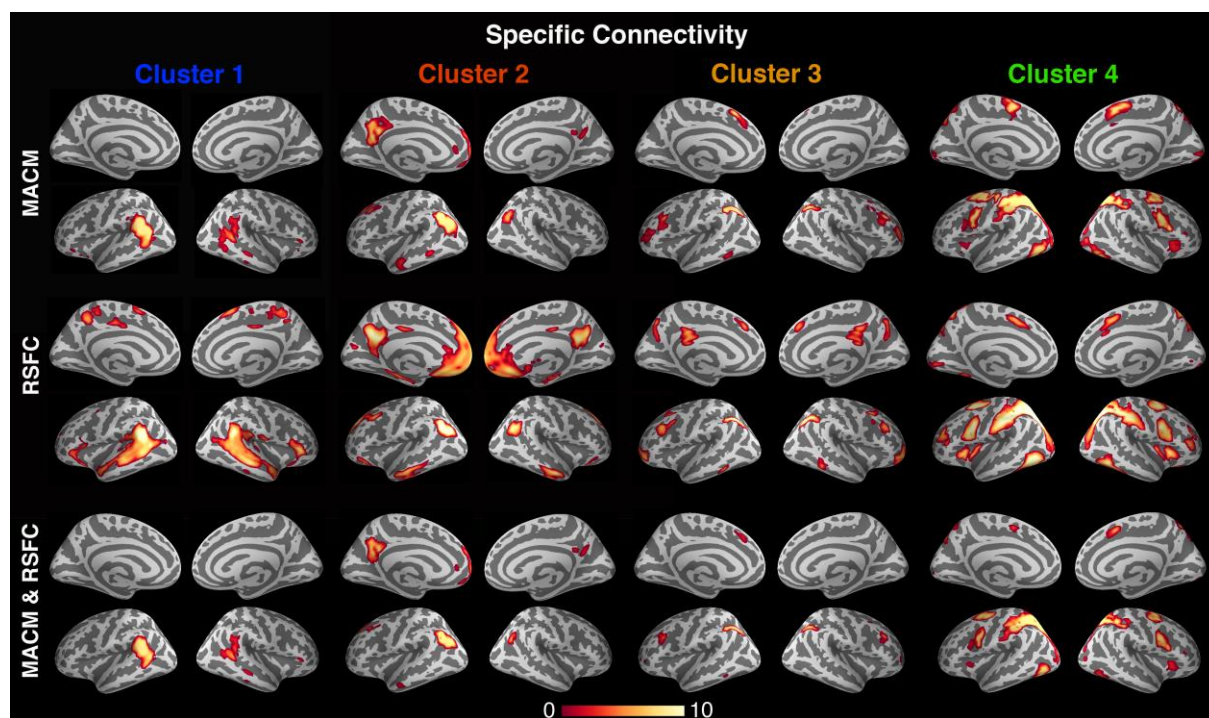 Specific Connectivity
Cluster 1 Cluster 2 Cluster 3 Cluster 4
MACM
RSFC
MACM & RSFC
0 10